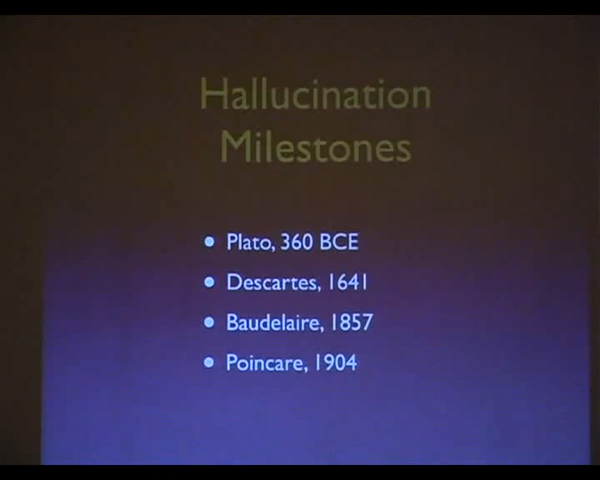 Hallucination
Milestones
• Plato, 360 BCE
• Descartes, 1641
• Baudelaire, 1857
• Poincare, 1904